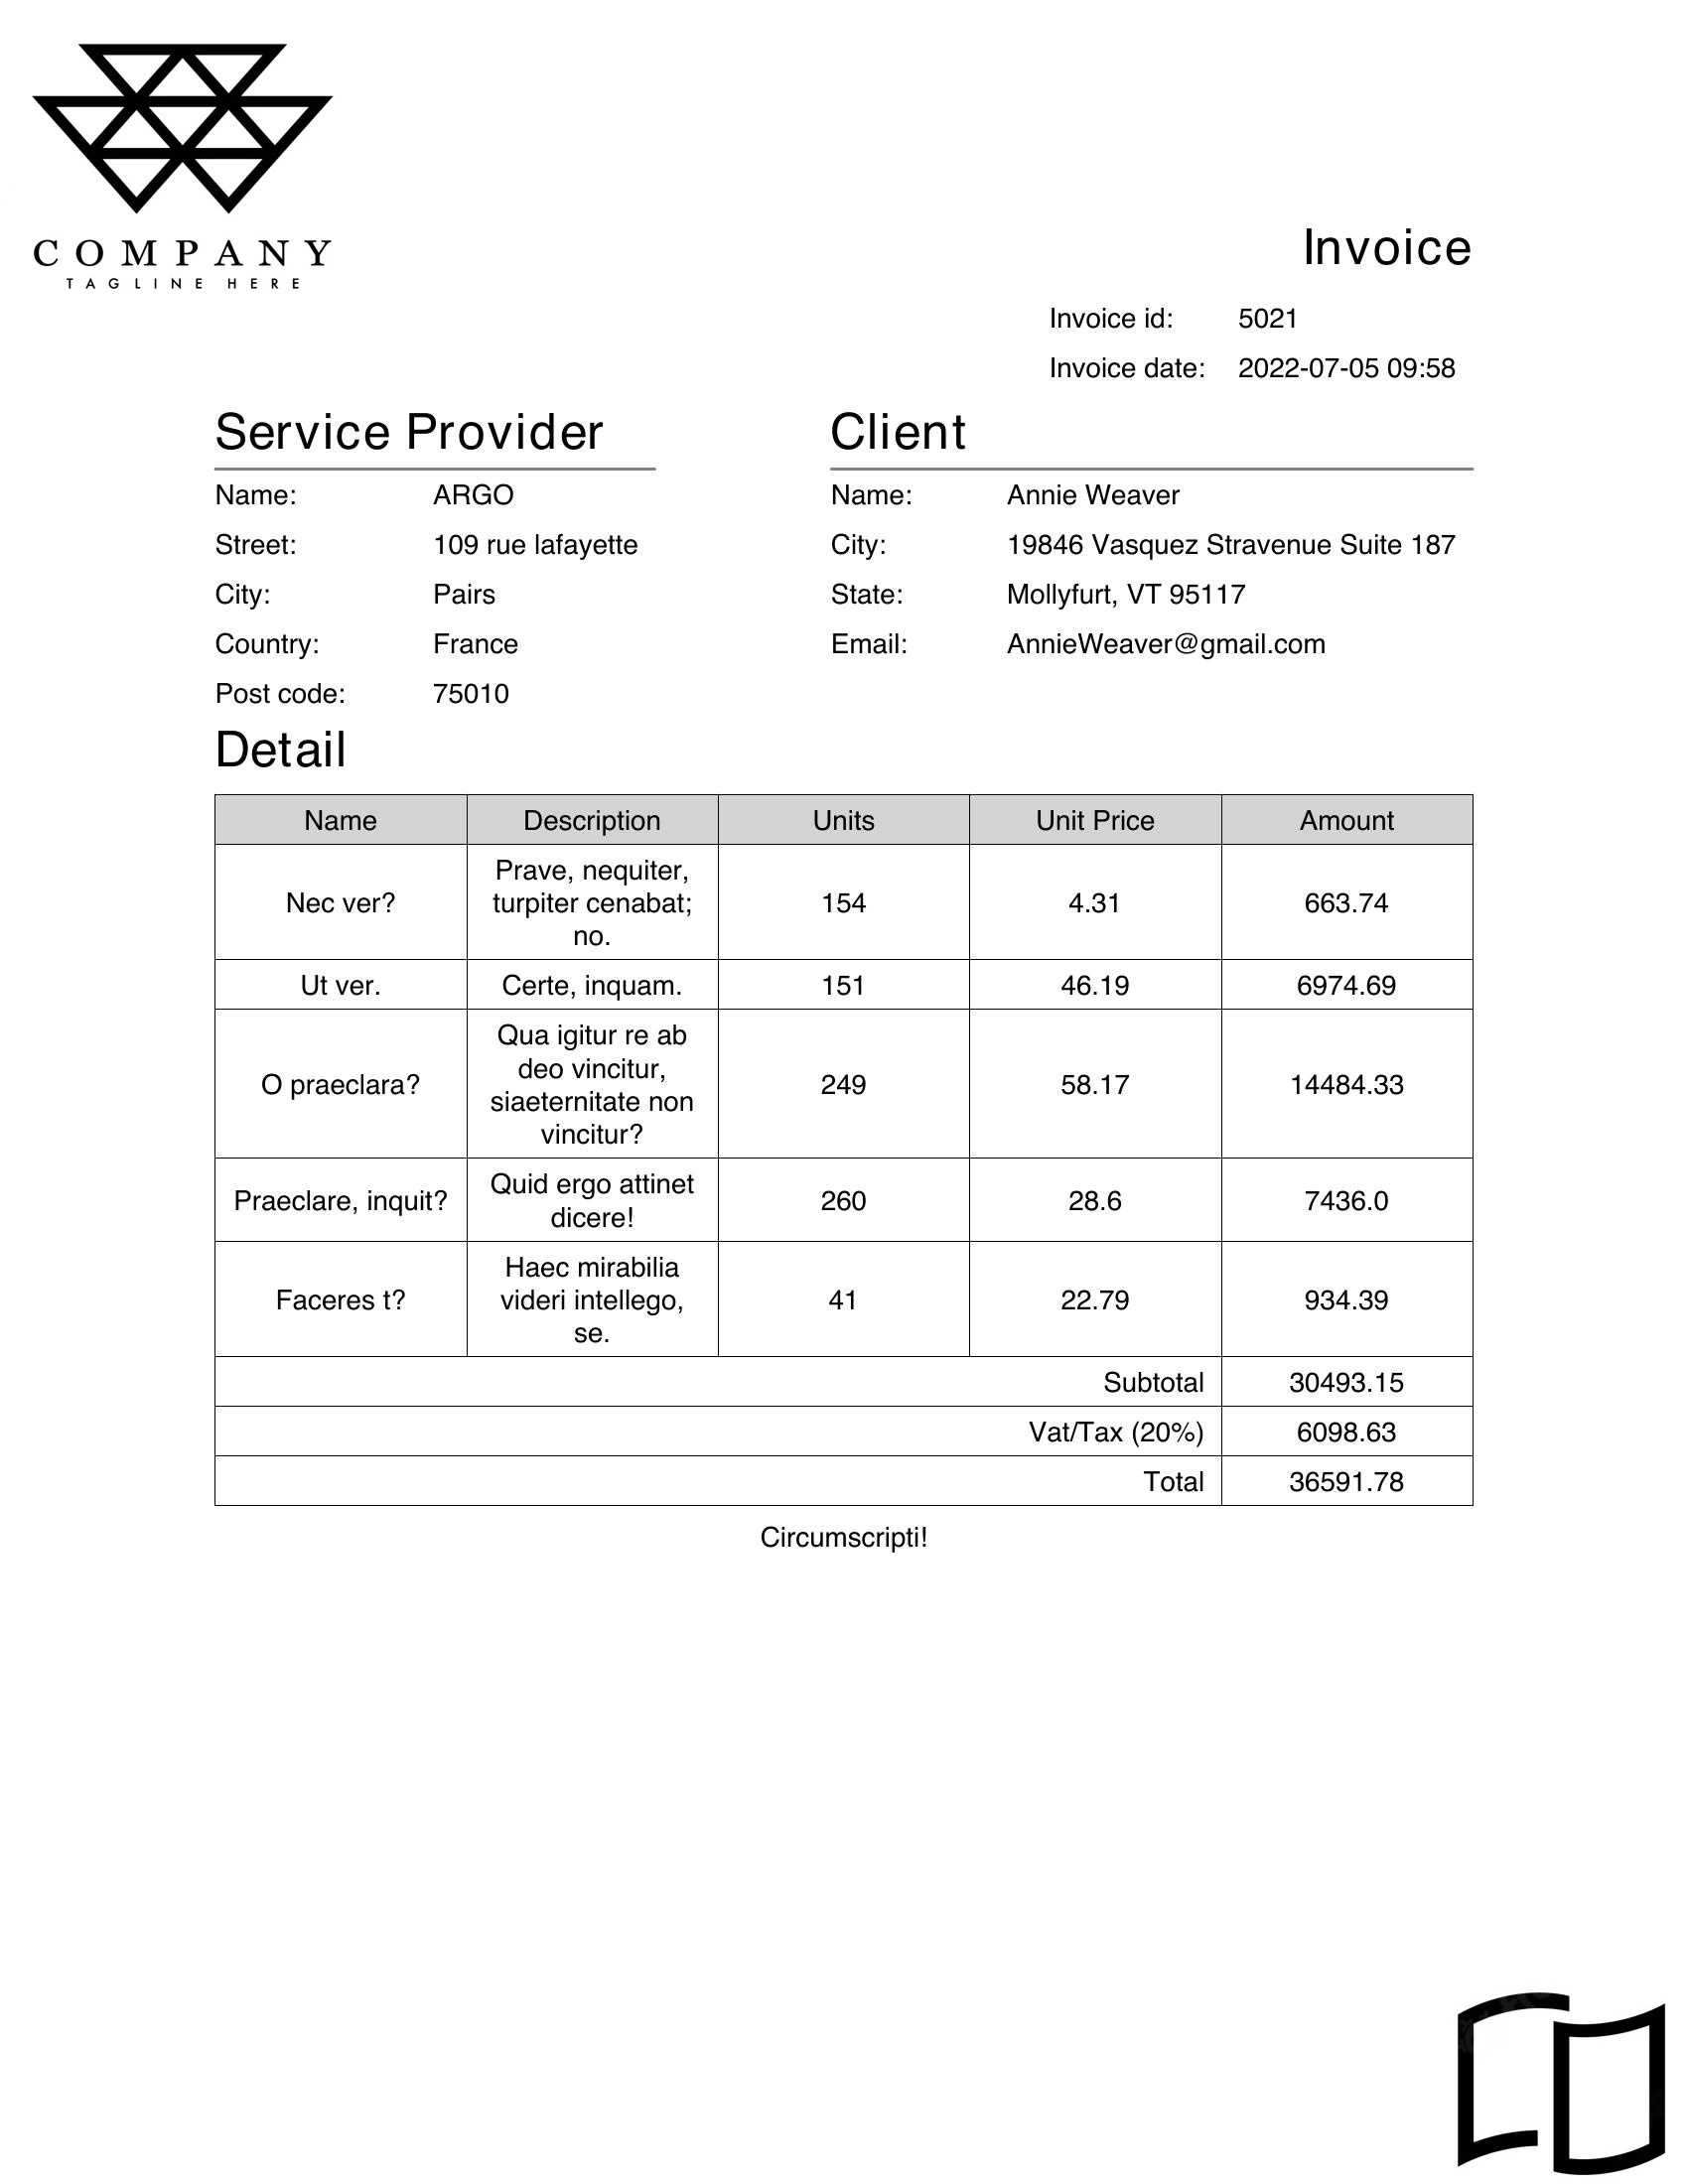 COMPANY
TAGLINE HERE
Invoice
Invoice id: 5021
Invoice date: 2022-07-05 09:58
Service Provider
Name: ARGO
Street: 109 rue lafayette
City: Pairs
Country: France
Post code: 75010
Client
Name: Annie Weaver
City: 19846 Vasquez Stravenue Suite 187
State: Mollyfurt, VT 95117
Email: AnnieWeaver@gmail.com
Detail
Name Description Units Unit Price Amount
Nec ver? Prave, nequiter, turpiter cenabat; no. 154 4.31 663.74
Ut ver. Certe, inquam. 151 46.19 6974.69
O praeclara? Qua igitur re ab deo vincitur, siaeternitate non vincitur? 249 58.17 14484.33
Praeclare, inquit? Quid ergo attinet dicere! 260 28.6 7436.0
Faceres t? Haec mirabilia videri intellego, se. 41 22.79 934.39
Subtotal 30493.15
Vat/Tax (20%) 6098.63
Total 36591.78
Circumscripti!